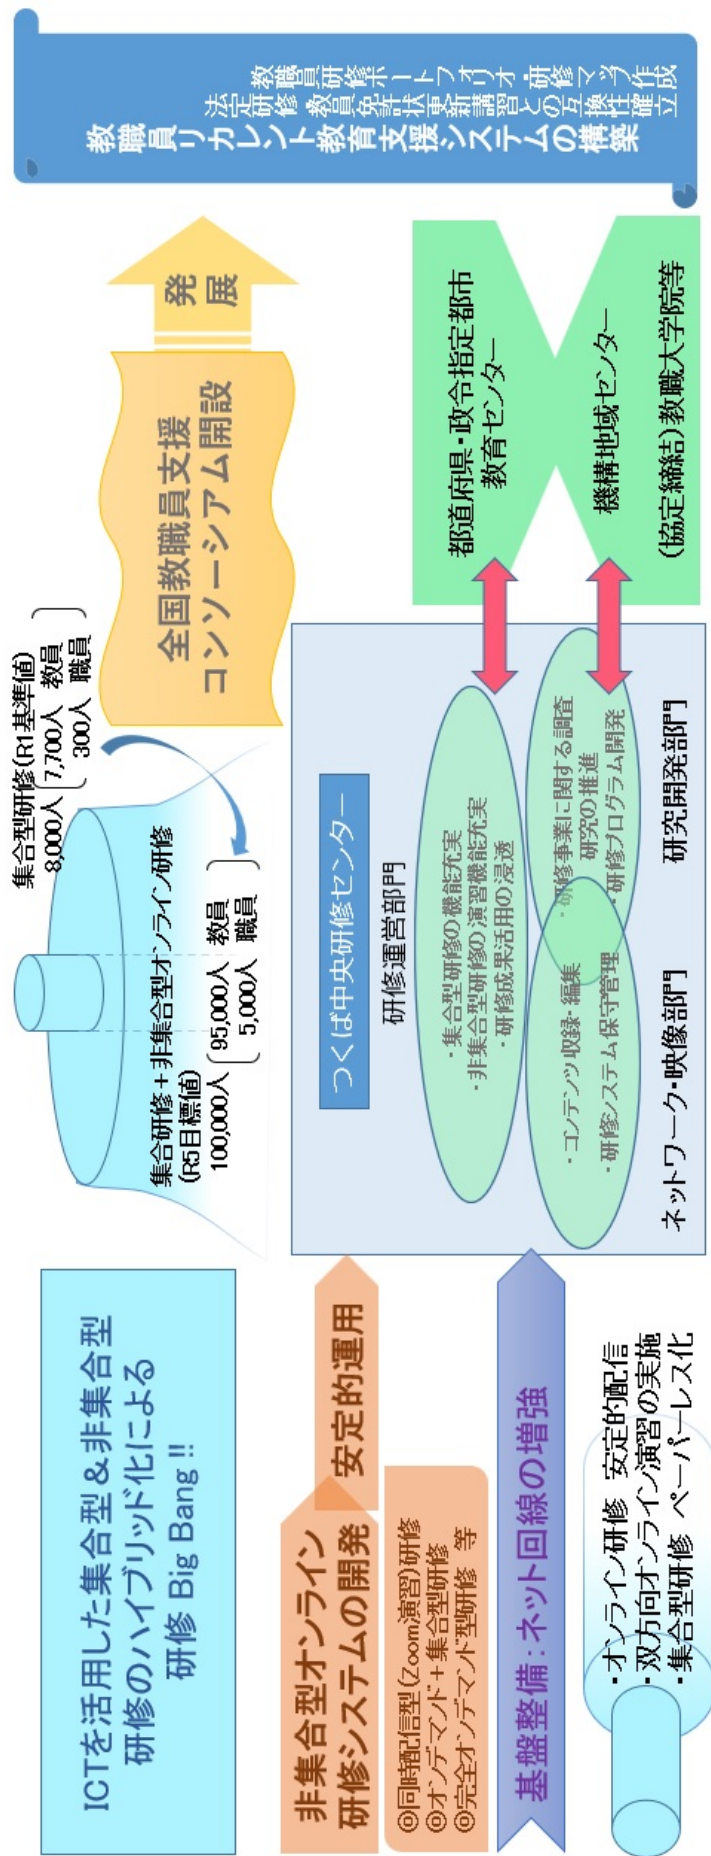 ICTを活用した集合型＆非集合型
研修のハイブリッド化による
研修 Big Bang !!
集合型研修(R1基準値)
8,000人
7,700人 教員
300人 職員
集合研修＋非集合型オンライン研修
(R5目標値)
100,000人
95,000人 教員
5,000人 職員
全国教職員支援
コンソーシアム開設
発
展
教職員研修ポートフォリオ・研修マップ作成
法定研修・教員免許状更新講習との互換性確立
教職員リカレント教育支援システムの構築
非集合型オンライン
研修システムの開発
安定的運用
◎同時配信型(Zoom演習)研修
◎オンデマンド＋集合型研修
◎完全オンデマンド型研修 等
基盤整備：ネット回線の増強
・オンライン研修 安定的配信
・双方向オンライン演習の実施
・集合型研修 ペーパーレス化
つくば中央研修センター
研修運営部門
・集合型研修の機能充実
・非集合型研修の演習機能充実
・研修成果活用の浸透
・コンテンツ収録・編集
・研修システム保守管理
ネットワーク・映像部門
・研修事業に関する調査
研究の推進
・研修プログラム開発
研究開発部門
都道府県・政令指定都市
教育センター
機構地域センター
(協定締結)教職大学院等